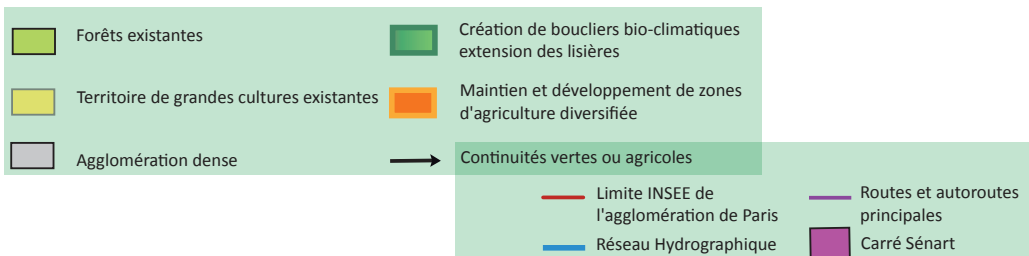 Forêts existantes
Création de boucliers bio-climatiques
extension des lisières
Territoire de grandes cultures existantes
Maintien et développement de zones
d'agriculture diversifiée
Agglomération dense
Continuités vertes ou agricoles
Limite INSEE de
l'agglomération de Paris
Routes et autoroutes
principales
Réseau Hydrographique
Carré Sénart